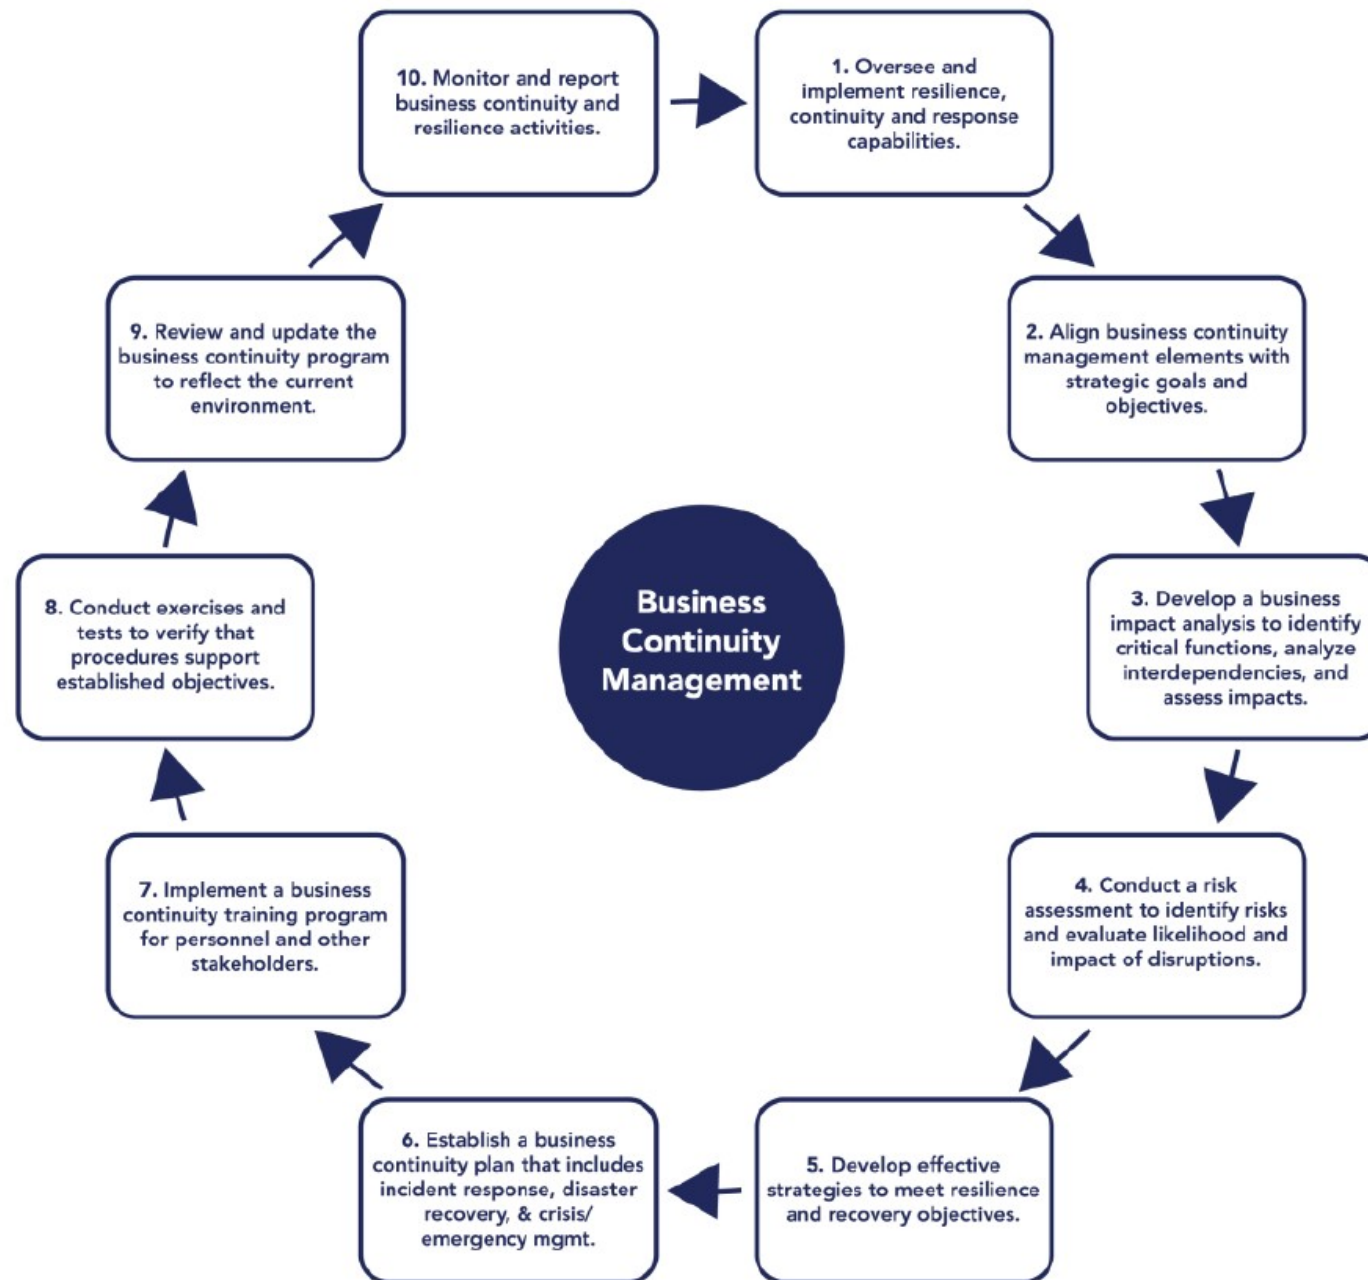 10. Monitor and report
business continuity and
resilience activities.
1. Oversee and
implement resilience,
continuity and response
capabilities.
2. Align business continuity
management elements with
strategic goals and
objectives.
3. Develop a business
impact analysis to identify
critical functions, analyze
interdependencies, and
assess impacts.
4. Conduct a risk
assessment to identify risks
and evaluate likelihood and
impact of disruptions.
5. Develop effective
strategies to meet resilience
and recovery objectives.
6. Establish a business
continuity plan that includes
incident response, disaster
recovery, & crisis/
emergency mgmt.
7. Implement a business
continuity training program
for personnel and other
stakeholders.
8. Conduct exercises and
tests to verify that
procedures support
established objectives.
9. Review and update the
business continuity program
to reflect the current
environment.
Business
Continuity
Management